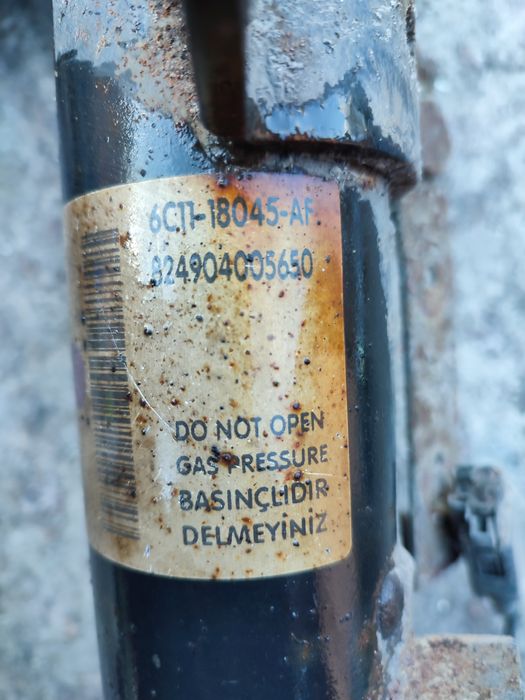 6C11-18045-AF
824904005650
DO NOT OPEN
GAS PRESSURE
BASINÇLIDIR
DELMEYİNİZ